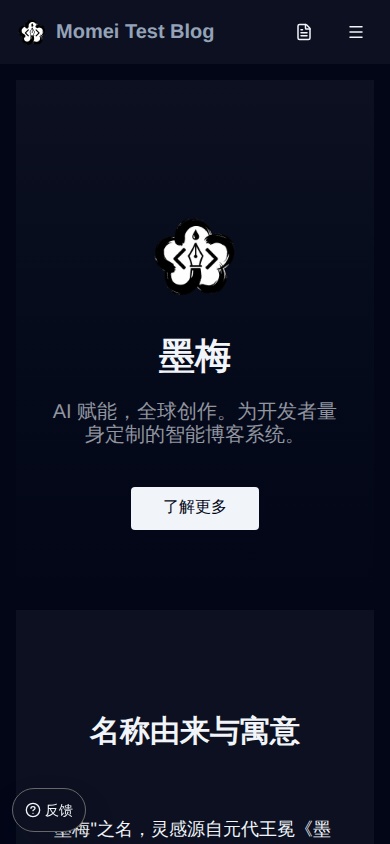 Momei Test Blog
墨梅
AI 赋能，全球创作。为开发者量
身定制的智能博客系统。
了解更多
名称由来与寓意
反馈
墨梅"之名，灵感源自元代王冕《墨